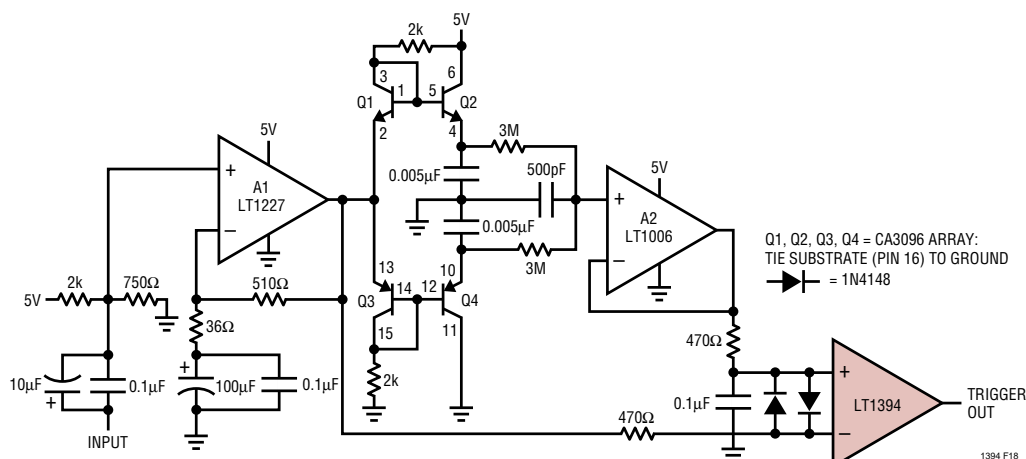 5V
2k
3
6
1
5
Q1
Q2
2
4
3M
5V
0.005µF
500pF
5V
+
A1
LT1227
–
+
A2
LT1006
–
0.005µF
Q1, Q2, Q3, Q4 = CA3096 ARRAY:
TIE SUBSTRATE (PIN 16) TO GROUND
= 1N4148
13
10
3M
14
12
Q3
Q4
15
11
2k
750Ω
5V
510Ω
36Ω
470Ω
2k
+
10µF
+
0.1µF
100µF
0.1µF
0.1µF
+
LT1394
–
TRIGGER
OUT
470Ω
INPUT
1394 F18